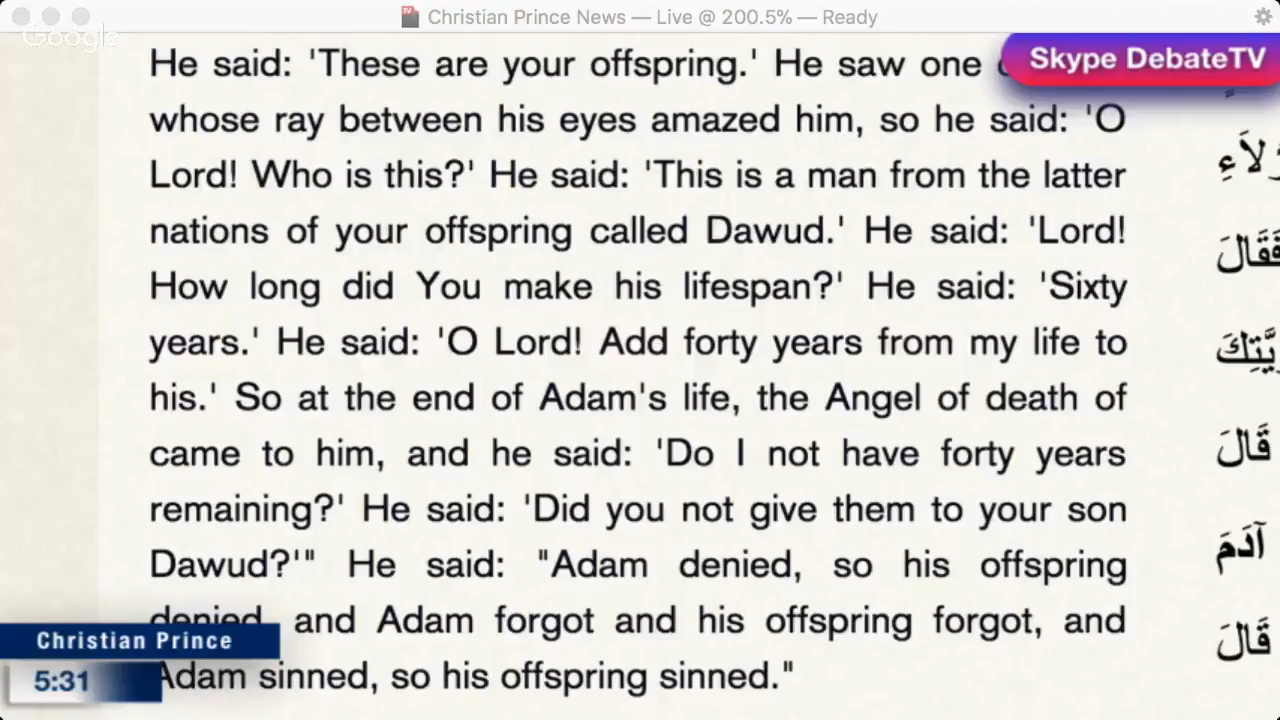 Christian Prince News — Live @ 200.5% — Ready
Google
Skype DebateTV
He said: 'These are your offspring.' He saw one
whose ray between his eyes amazed him, so he said: 'O
Lord! Who is this?' He said: 'This is a man from the latter
nations of your offspring called Dawud.' He said: 'Lord!
How long did You make his lifespan?' He said: 'Sixty
years.' He said: 'O Lord! Add forty years from my life to
his.' So at the end of Adam's life, the Angel of death of
came to him, and he said: 'Do I not have forty years
remaining?' He said: 'Did you not give them to your son
Dawud?'" He said: "Adam denied, so his offspring
denied, and Adam forgot and his offspring forgot, and
Adam sinned, so his offspring sinned."
قَالَ
آدَمَ
قَالَ
Christian Prince
5:31